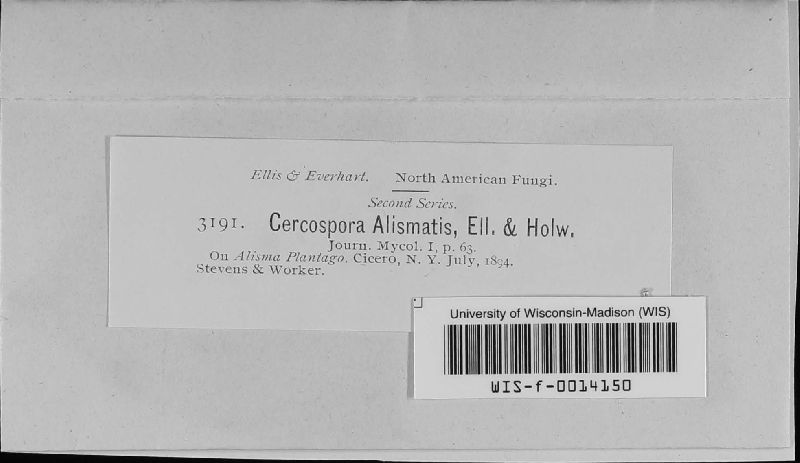 Ellis & Everhart. North American Fungi.
Second Series.
3191. Cercospora Alismatis, Ell. & Holw.
Journ. Mycol. I, p. 63.
On Alisma Plantago. Cicero, N. Y. July, 1894.
Stevens & Worker.
University of Wisconsin-Madison (WIS)
WIS-f-0014150